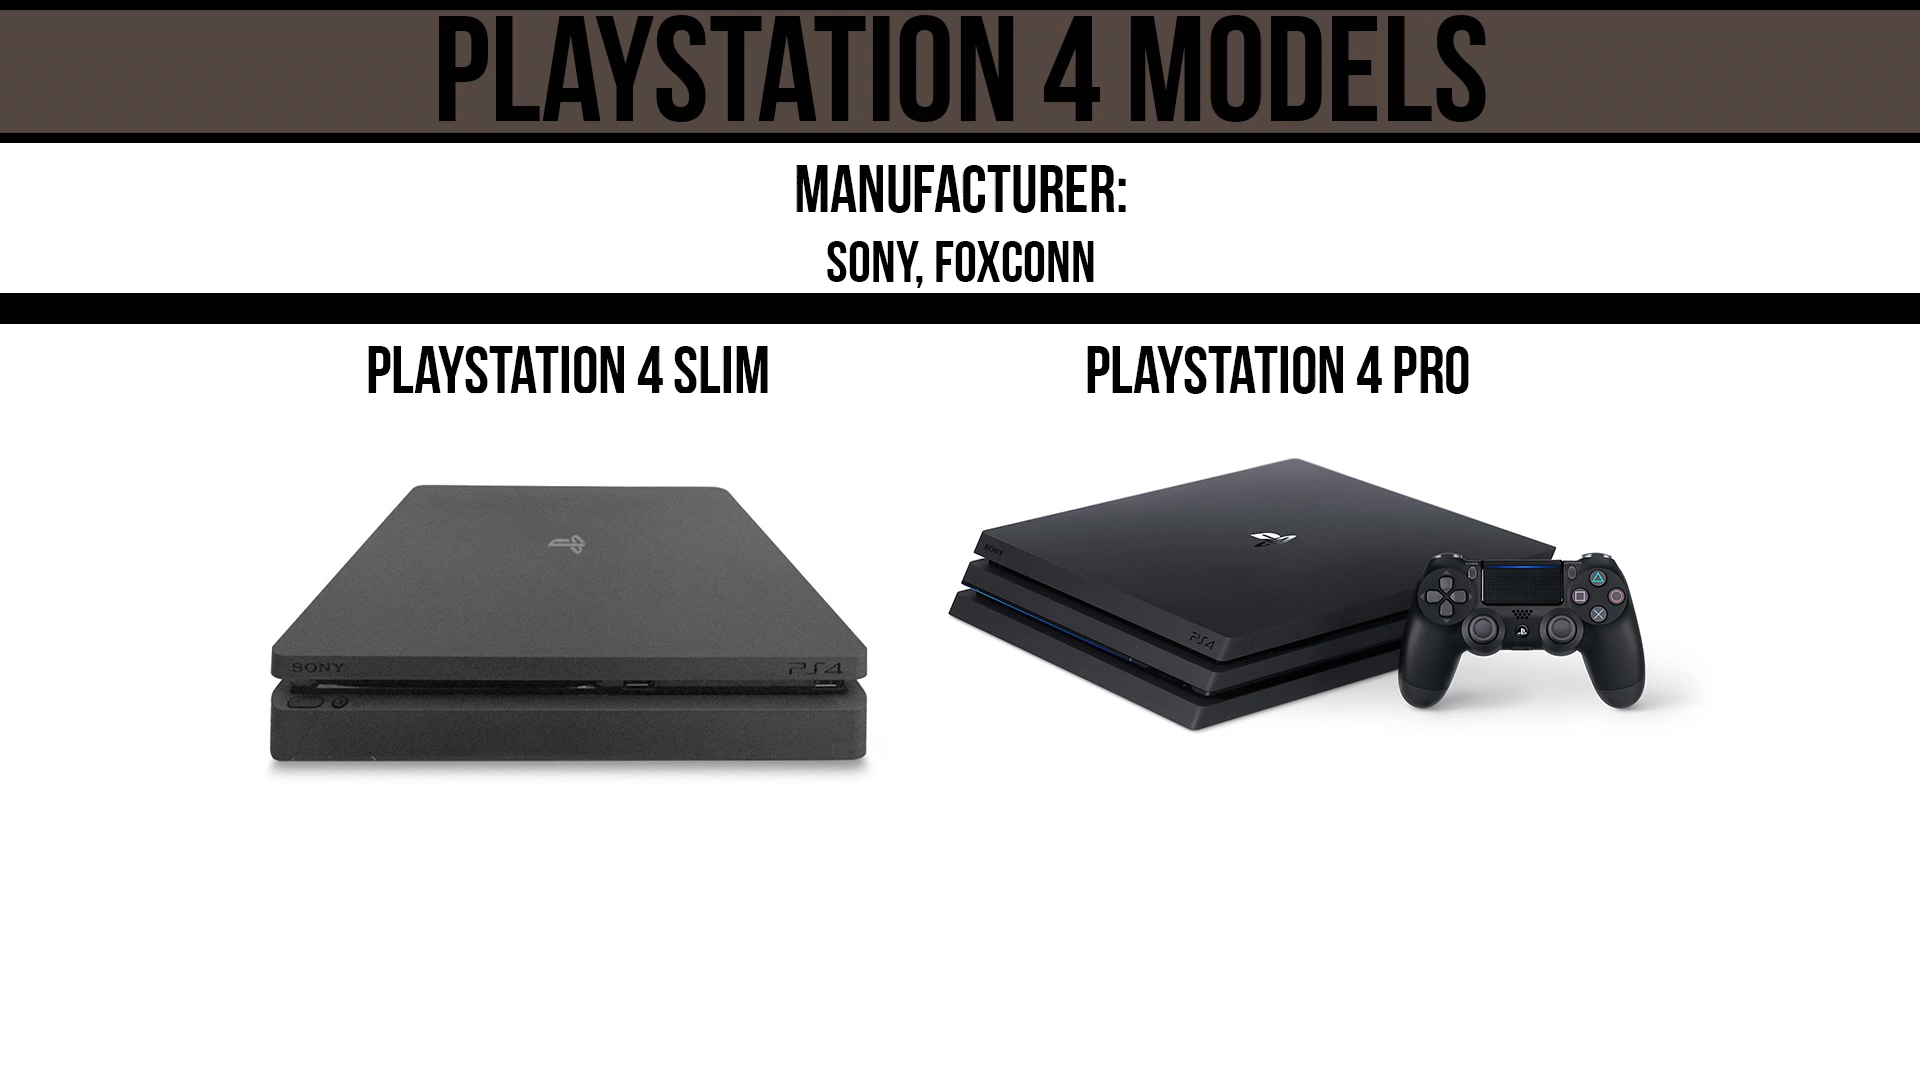 PLAYSTATION 4 MODELS
MANUFACTURER:
SONY, FOXCONN
PLAYSTATION 4 SLIM
PLAYSTATION 4 PRO
SONY
PS4
SONY
PS4